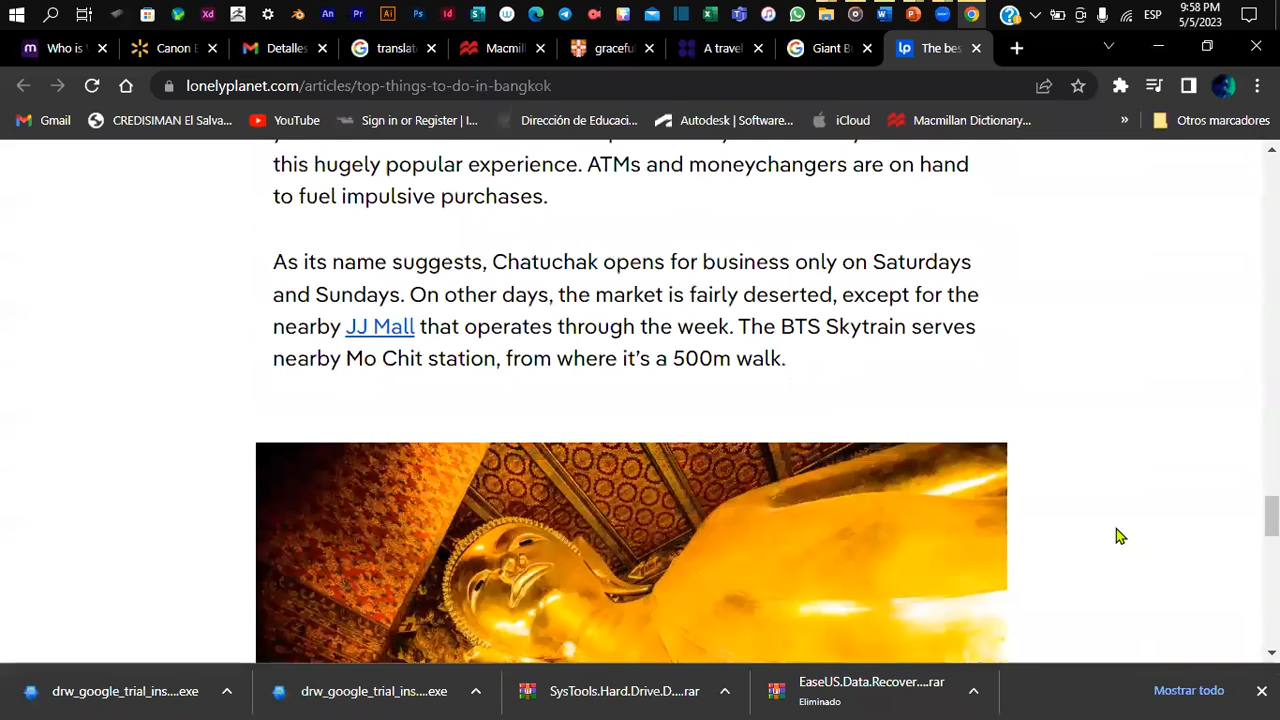 9:58 PM
ESP
5/5/2023
Who is
Canon E
Detalles
translat
Macmill
graceful
A travel
Giant Bu
The bes
lonelyplanet.com/articles/top-things-to-do-in-bangkok
Gmail
CREDISIMAN El Salva...
YouTube
Sign in or Register | I...
Dirección de Educaci...
Autodesk | Software...
iCloud
Macmillan Dictionary...
»
Otros marcadores
this hugely popular experience. ATMs and moneychangers are on hand
to fuel impulsive purchases.
As its name suggests, Chatuchak opens for business only on Saturdays
and Sundays. On other days, the market is fairly deserted, except for the
nearby JJ Mall that operates through the week. The BTS Skytrain serves
nearby Mo Chit station, from where it’s a 500m walk.
drw_google_trial_ins....exe
drw_google_trial_ins....exe
SysTools.Hard.Drive.D....rar
EaseUS.Data.Recover....rar
Eliminado
Mostrar todo